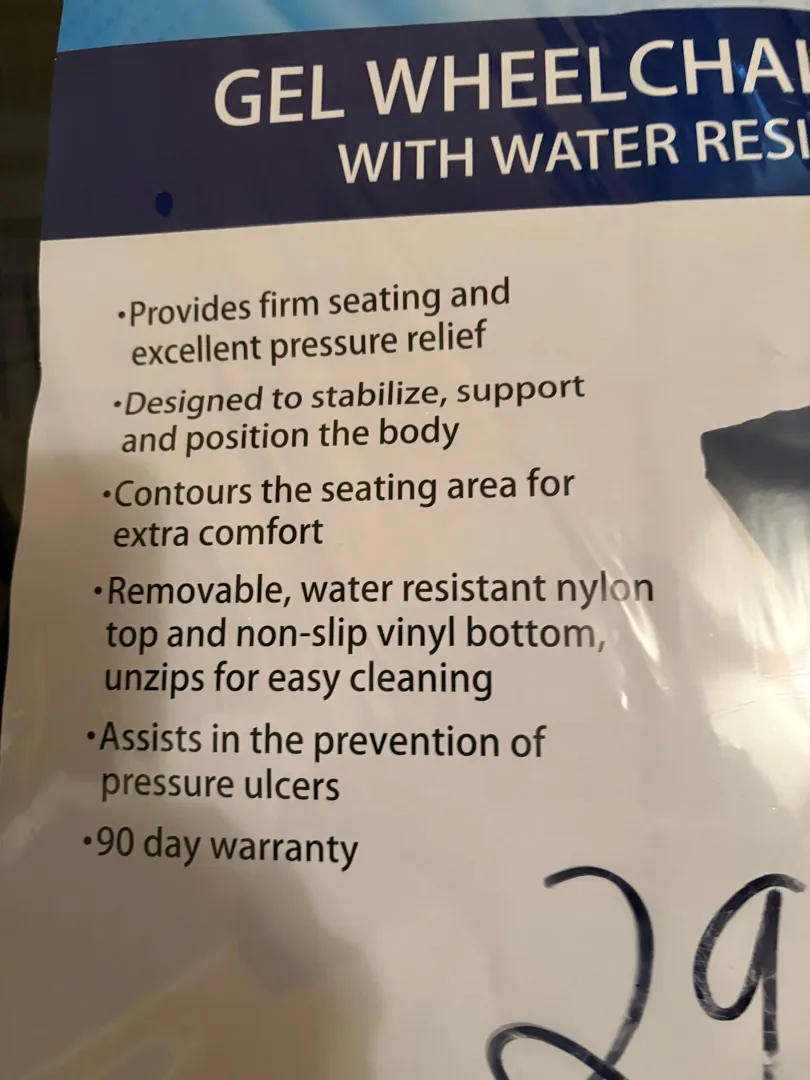 GEL WHEELCHAI
WITH WATER RESI
•Provides firm seating and
excellent pressure relief
•Designed to stabilize, support
and position the body
•Contours the seating area for
extra comfort
•Removable, water resistant nylon
top and non-slip vinyl bottom,
unzips for easy cleaning
•Assists in the prevention of
pressure ulcers
•90 day warranty
29